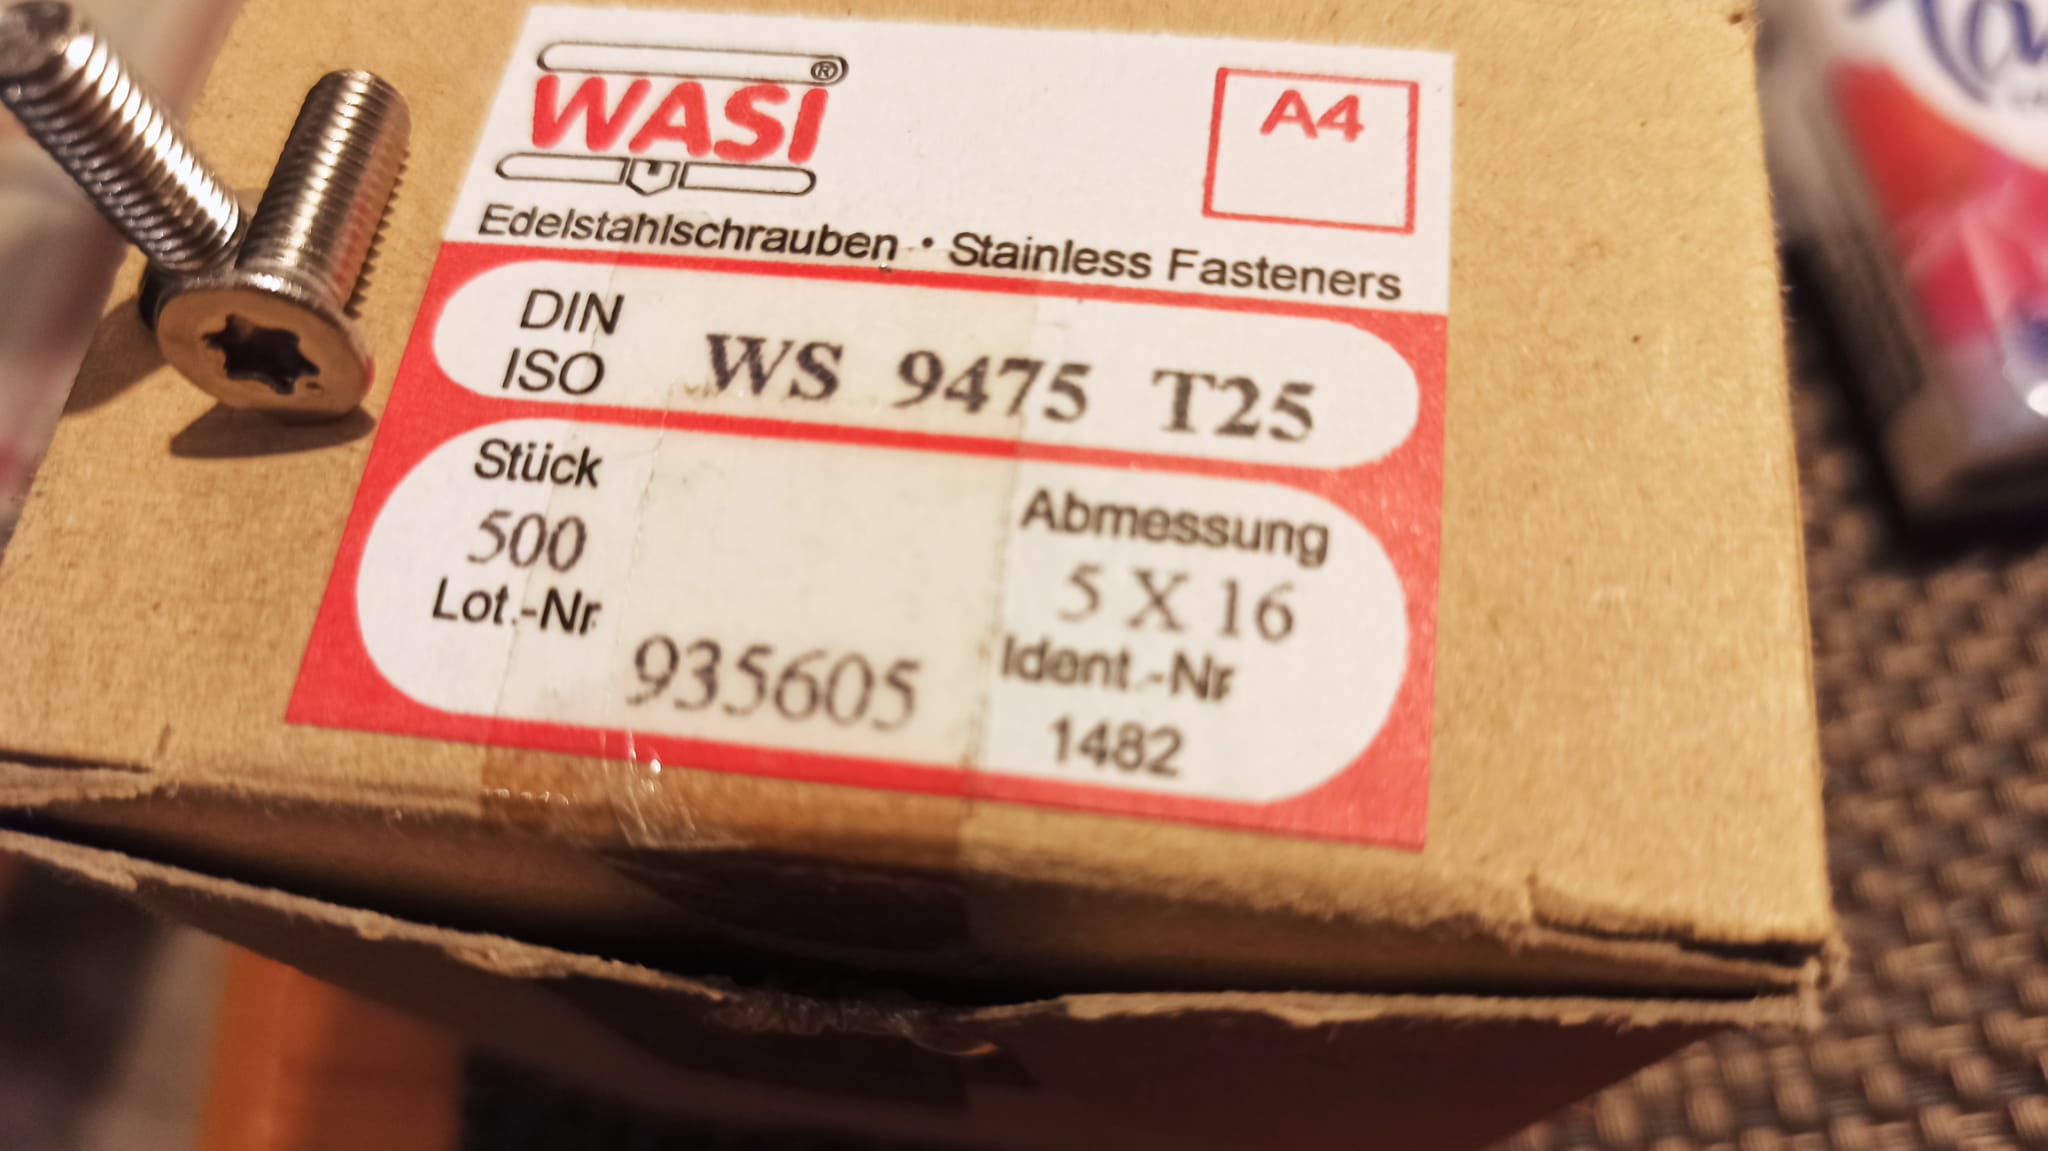 WASI®
A4
Edelstahlschrauben · Stainless Fasteners
DIN
ISO
WS 9475 T25
Stück
500
Lot.-Nr
935605
Abmessung
5 X 16
Ident.-Nr
1482